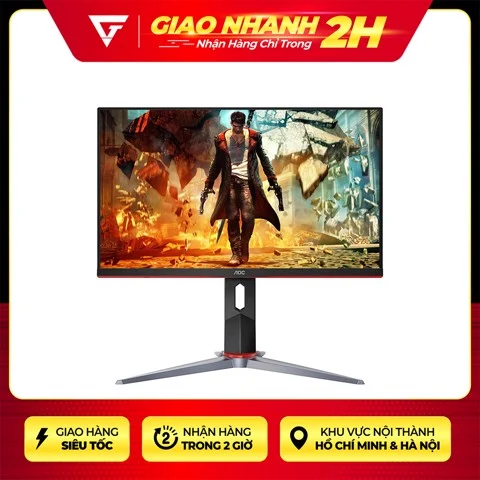 GIAO NHANH 2H
Nhận Hàng Chỉ Trong
AOC
GIAO HÀNG
SIÊU TỐC
2
NHẬN HÀNG
TRONG 2 GIỜ
KHU VỰC NỘI THÀNH
HỒ CHÍ MINH & HÀ NỘI